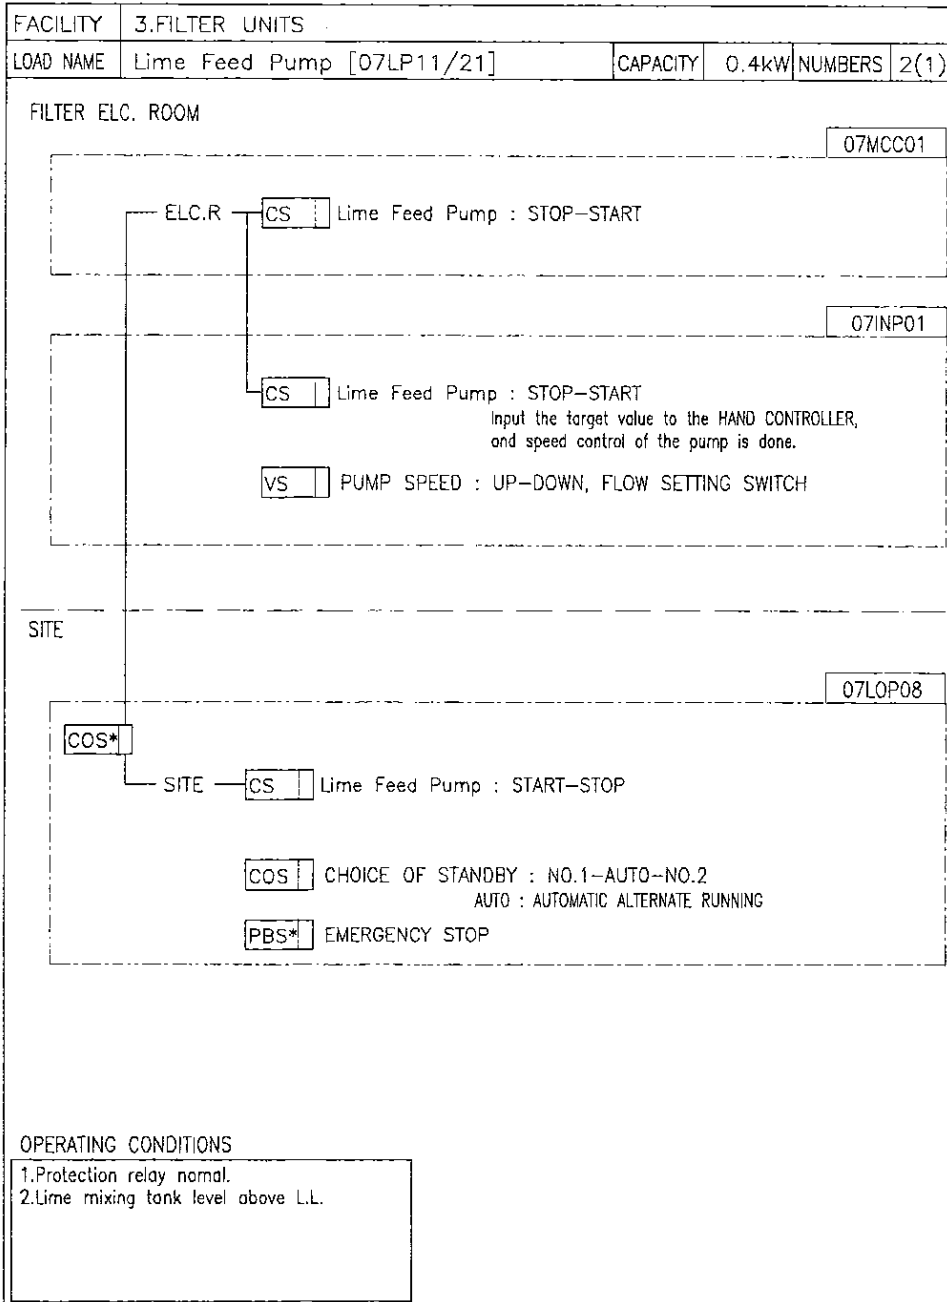 FACILITY 3.FILTER UNITS
LOAD NAME Lime Feed Pump [07LP11/21] CAPACITY 0.4kW NUMBERS 2(1)
FILTER ELC. ROOM
07MCC01
ELC.R CS Lime Feed Pump : STOP-START
07INP01
CS Lime Feed Pump : STOP-START
Input the target value to the HAND CONTROLLER,
and speed control of the pump is done.
VS PUMP SPEED : UP-DOWN, FLOW SETTING SWITCH
SITE
07LOP08
COS*
SITE CS Lime Feed Pump : START-STOP
COS CHOICE OF STANDBY : NO.1-AUTO-NO.2
AUTO : AUTOMATIC ALTERNATE RUNNING
PBS* EMERGENCY STOP
OPERATING CONDITIONS
1.Protection relay nomal.
2.Lime mixing tank level above L.L.